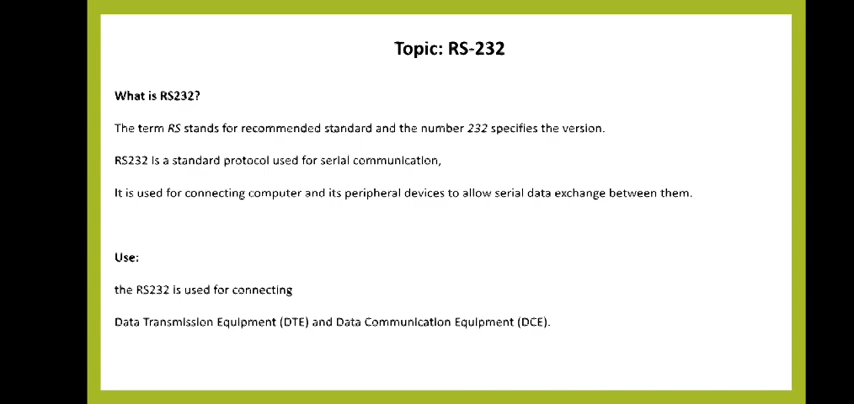 Topic: RS-232
What is RS232?
The term RS stands for recommended standard and the number 232 specifies the version.
RS232 is a standard protocol used for serial communication,
It is used for connecting computer and its peripheral devices to allow serial data exchange between them.
Use:
the RS232 is used for connecting
Data Transmission Equipment (DTE) and Data Communication Equipment (DCE).